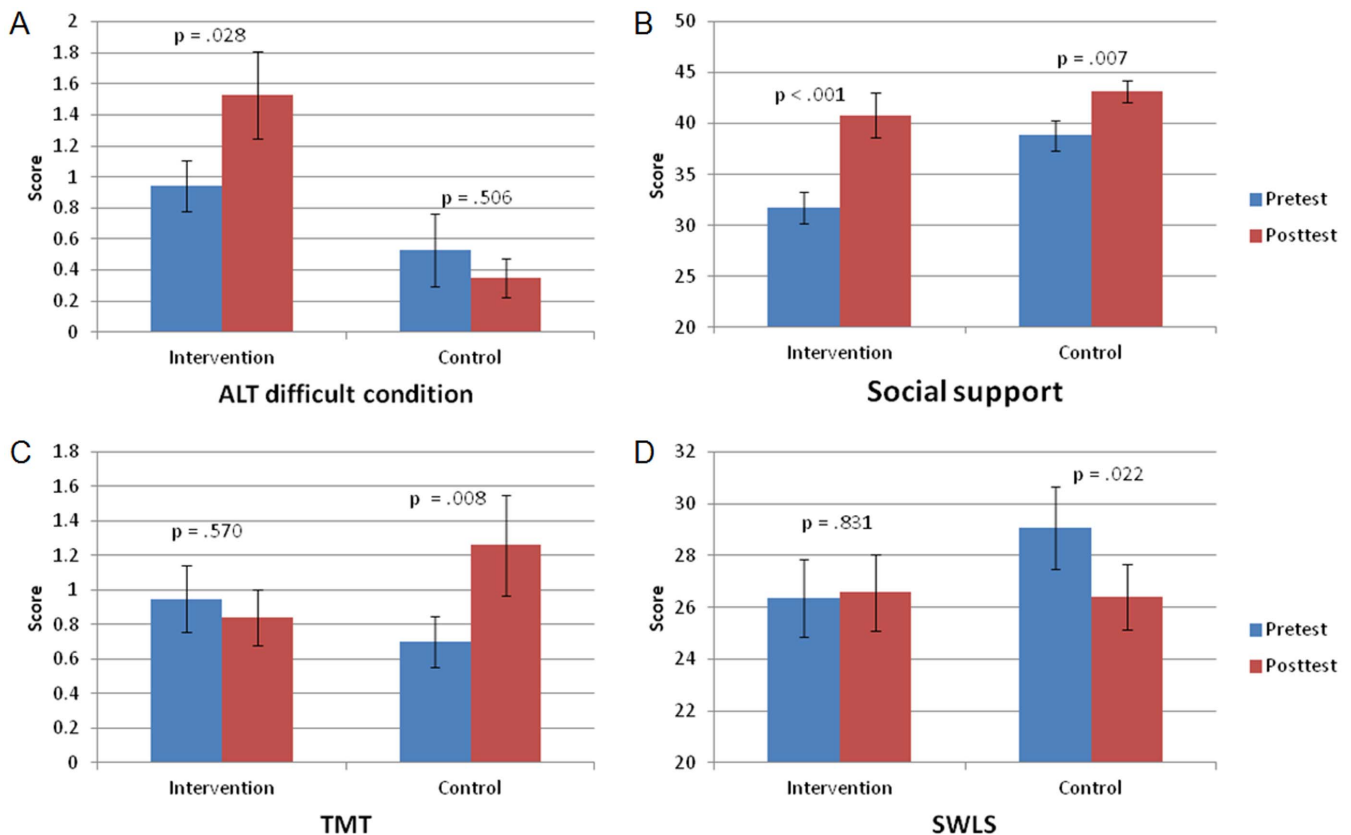 A
2
1.8
1.6
1.4
1.2
1
0.8
0.6
0.4
0.2
0
Score
p = .028
p = .506
Intervention
Control
ALT difficult condition
B
50
45
40
35
30
25
20
Score
p < .001
p = .007
Intervention
Control
Social support
Pretest
Posttest
C
1.8
1.6
1.4
1.2
1
0.8
0.6
0.4
0.2
0
Score
p = .570
p = .008
Intervention
Control
TMT
D
32
30
28
26
24
22
20
Score
p = .831
p = .022
Intervention
Control
SWLS
Pretest
Posttest